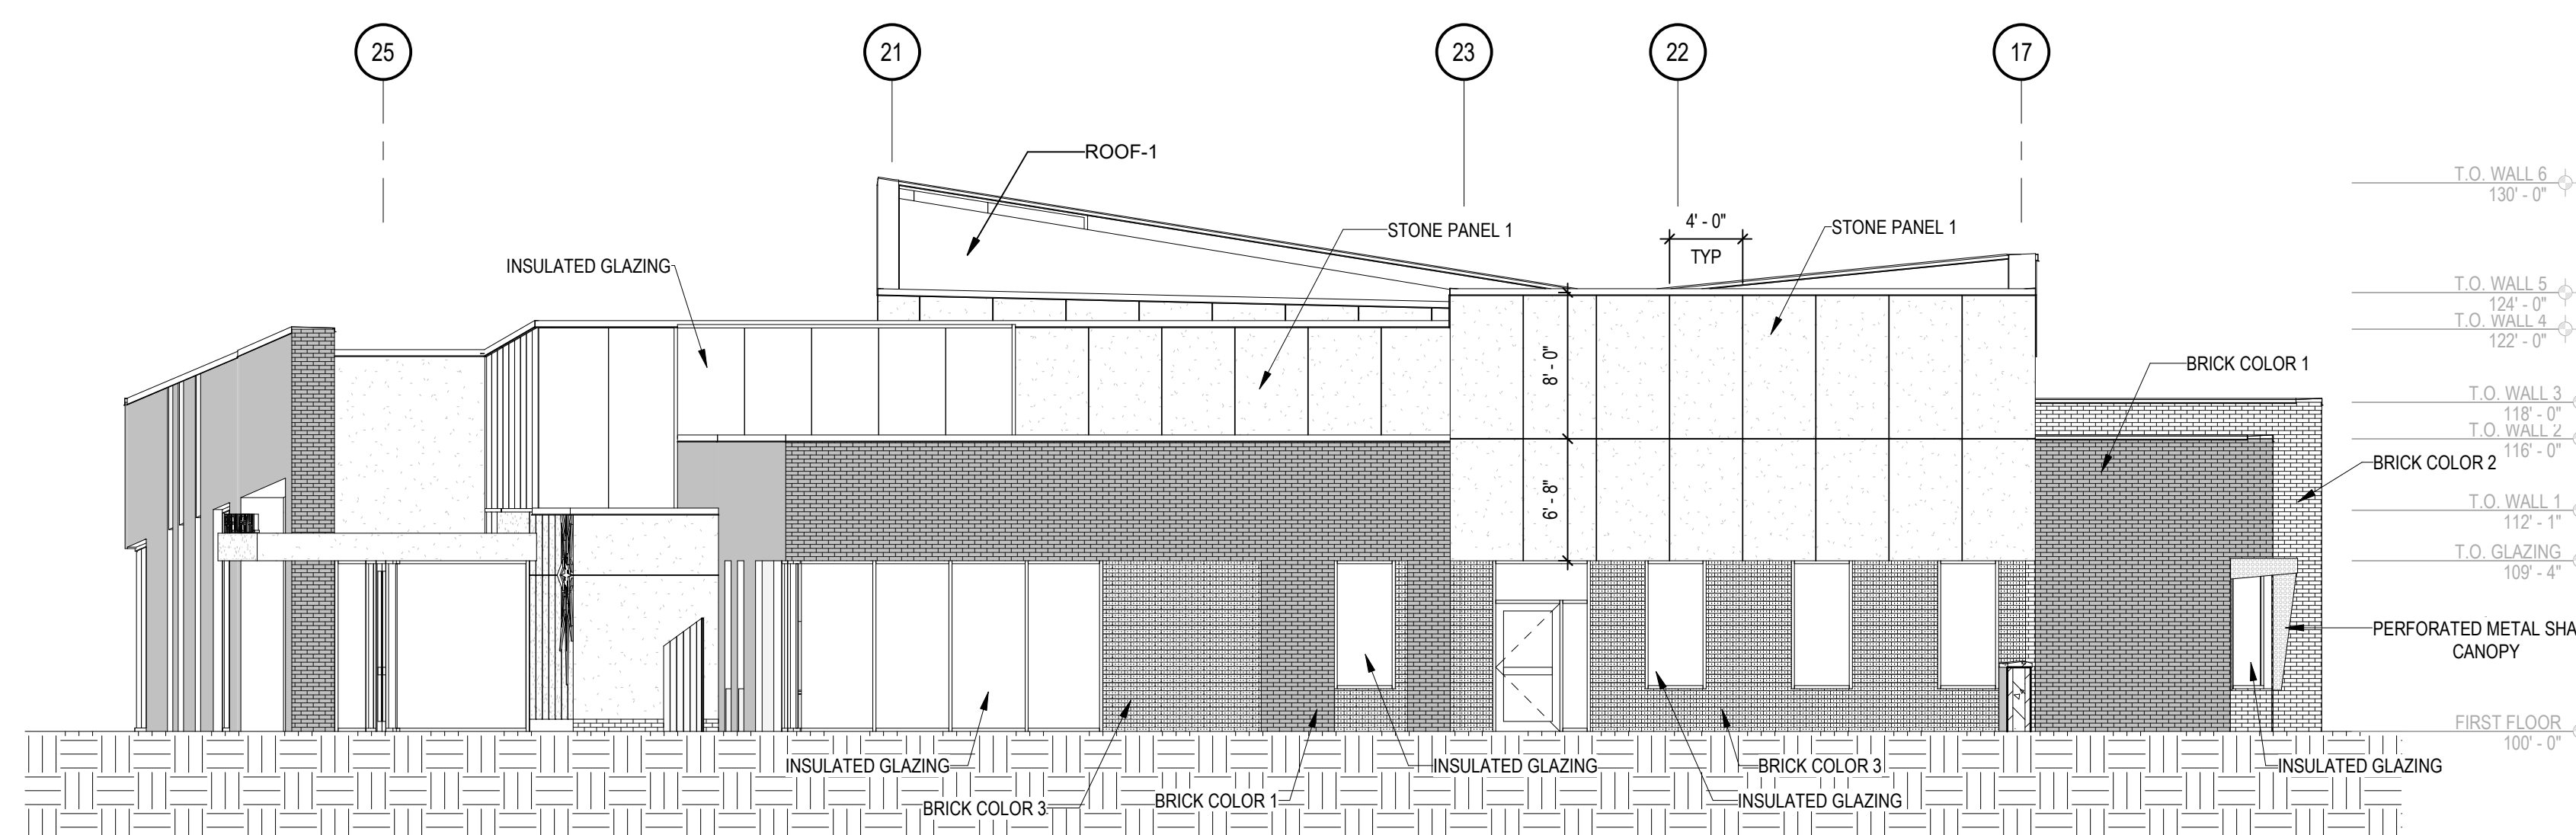 25
21
23
22
17
ROOF-1
T.O. WALL 6
130' - 0"
4' - 0"
TYP
STONE PANEL 1
STONE PANEL 1
INSULATED GLAZING
T.O. WALL 5
124' - 0"
T.O. WALL 4
122' - 0"
8' - 0"
BRICK COLOR 1
T.O. WALL 3
118' - 0"
T.O. WALL 2
116' - 0"
BRICK COLOR 2
6' - 8"
T.O. WALL 1
112' - 1"
T.O. GLAZING
109' - 4"
PERFORATED METAL SHA
CANOPY
FIRST FLOOR
100' - 0"
INSULATED GLAZING
INSULATED GLAZING
BRICK COLOR 3
INSULATED GLAZING
BRICK COLOR 3
BRICK COLOR 1
INSULATED GLAZING